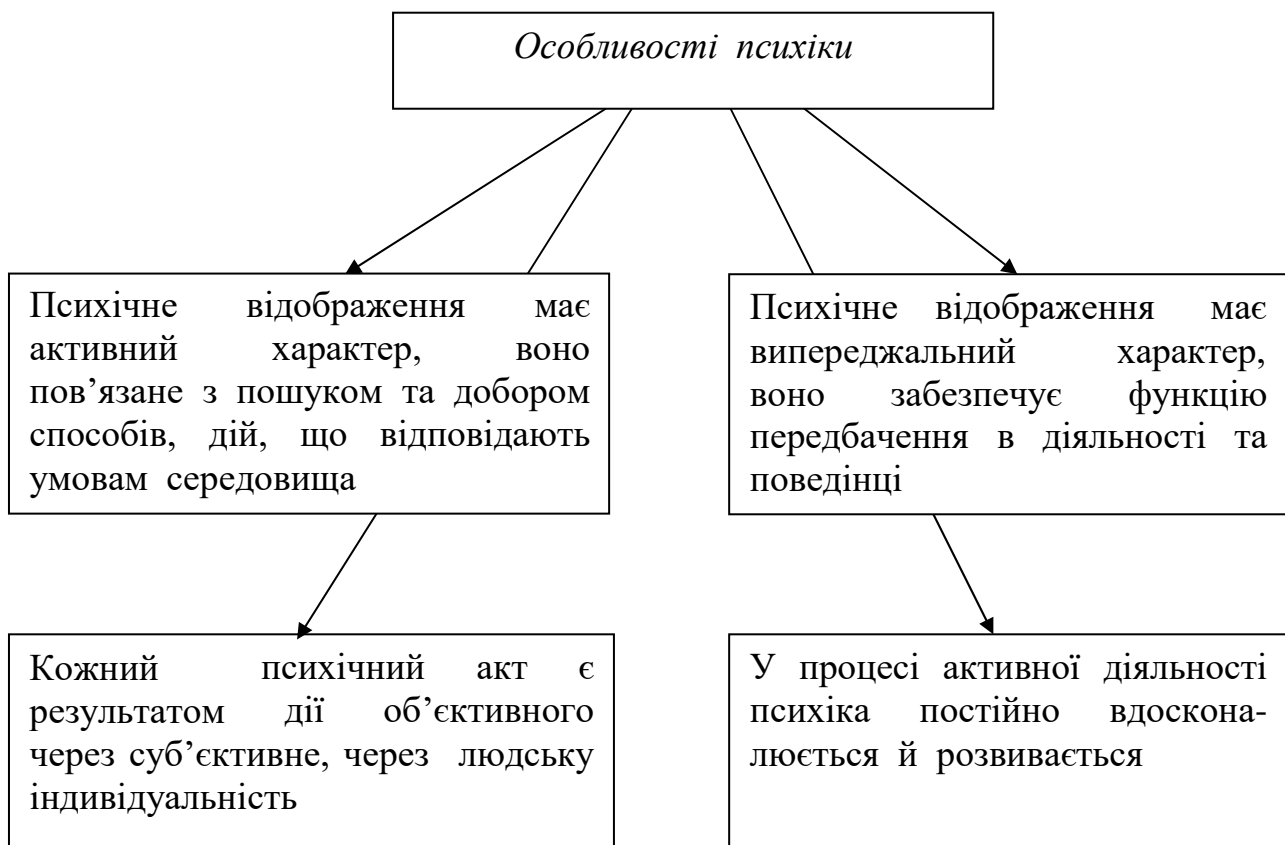 Особливості психіки
Психічне відображення має
активний характер, воно
пов’язане з пошуком та добором
способів, дій, що відповідають
умовам середовища
Психічне відображення має
випереджальний характер,
воно забезпечує функцію
передбачення в діяльності та
поведінці
Кожний психічний акт є
результатом дії об’єктивного
через суб’єктивне, через людську
індивідуальність
У процесі активної діяльності
психіка постійно вдоскона-
люється й розвивається